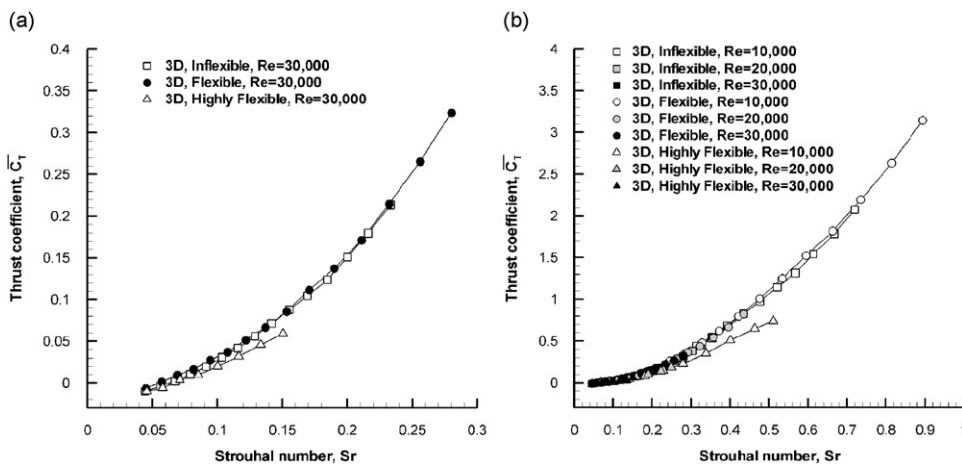 (a)
0.4
0.35
0.3
0.25
0.2
0.15
0.1
0.05
0
Thrust coefficient, C̅T
3D, Inflexible, Re=30,000
3D, Flexible, Re=30,000
3D, Highly Flexible, Re=30,000
0 0.05 0.1 0.15 0.2 0.25 0.3
Strouhal number, Sr
(b)
4
3.5
3
2.5
2
1.5
1
0.5
0
Thrust coefficient, C̅T
3D, Inflexible, Re=10,000
3D, Inflexible, Re=20,000
3D, Inflexible, Re=30,000
3D, Flexible, Re=10,000
3D, Flexible, Re=20,000
3D, Flexible, Re=30,000
3D, Highly Flexible, Re=10,000
3D, Highly Flexible, Re=20,000
3D, Highly Flexible, Re=30,000
0 0.1 0.2 0.3 0.4 0.5 0.6 0.7 0.8 0.9
Strouhal number, Sr